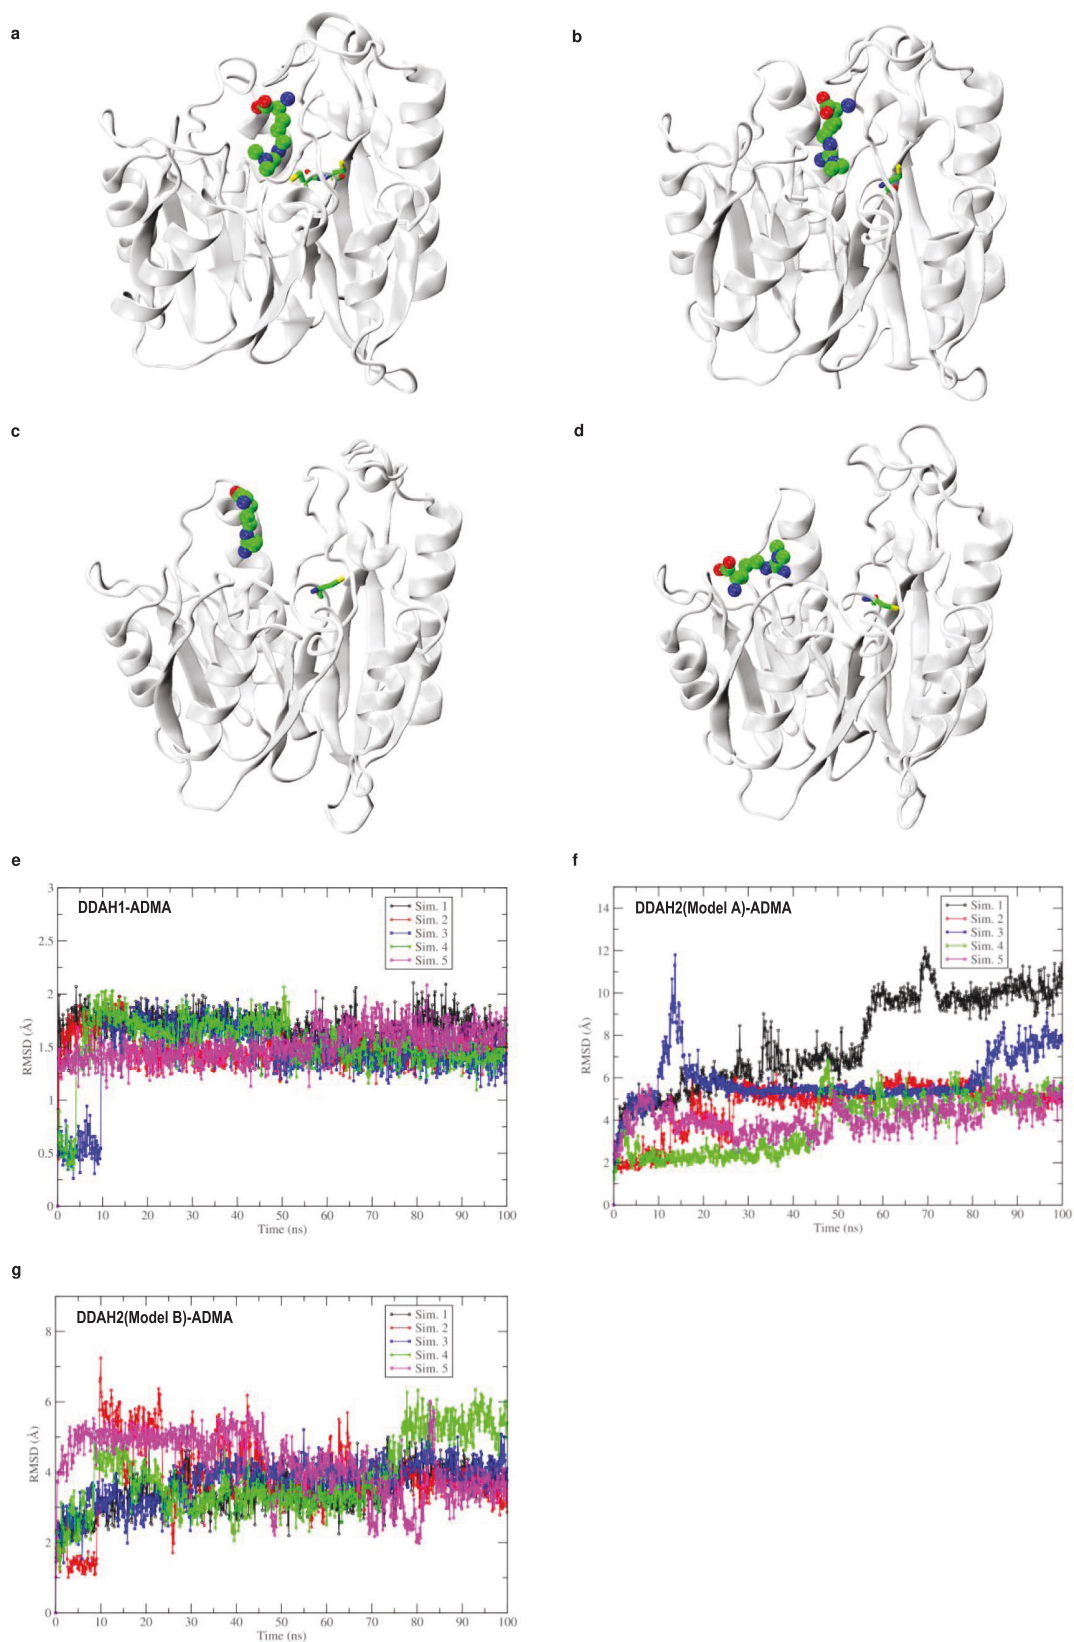 a
b
c
d
e
f
3
2.5
2
1.5
1
0.5
0
RMSD (Å)
DDAH1-ADMA
Sim. 1
Sim. 2
Sim. 3
Sim. 4
Sim. 5
0 10 20 30 40 50 60 70 80 90 100
Time (ns)
14
12
10
8
6
4
2
0
RMSD (Å)
DDAH2(Model A)-ADMA
Sim. 1
Sim. 2
Sim. 3
Sim. 4
Sim. 5
0 10 20 30 40 50 60 70 80 90 100
Time (ns)
g
8
6
4
2
0
RMSD (Å)
DDAH2(Model B)-ADMA
Sim. 1
Sim. 2
Sim. 3
Sim. 4
Sim. 5
0 10 20 30 40 50 60 70 80 90 100
Time (ns)